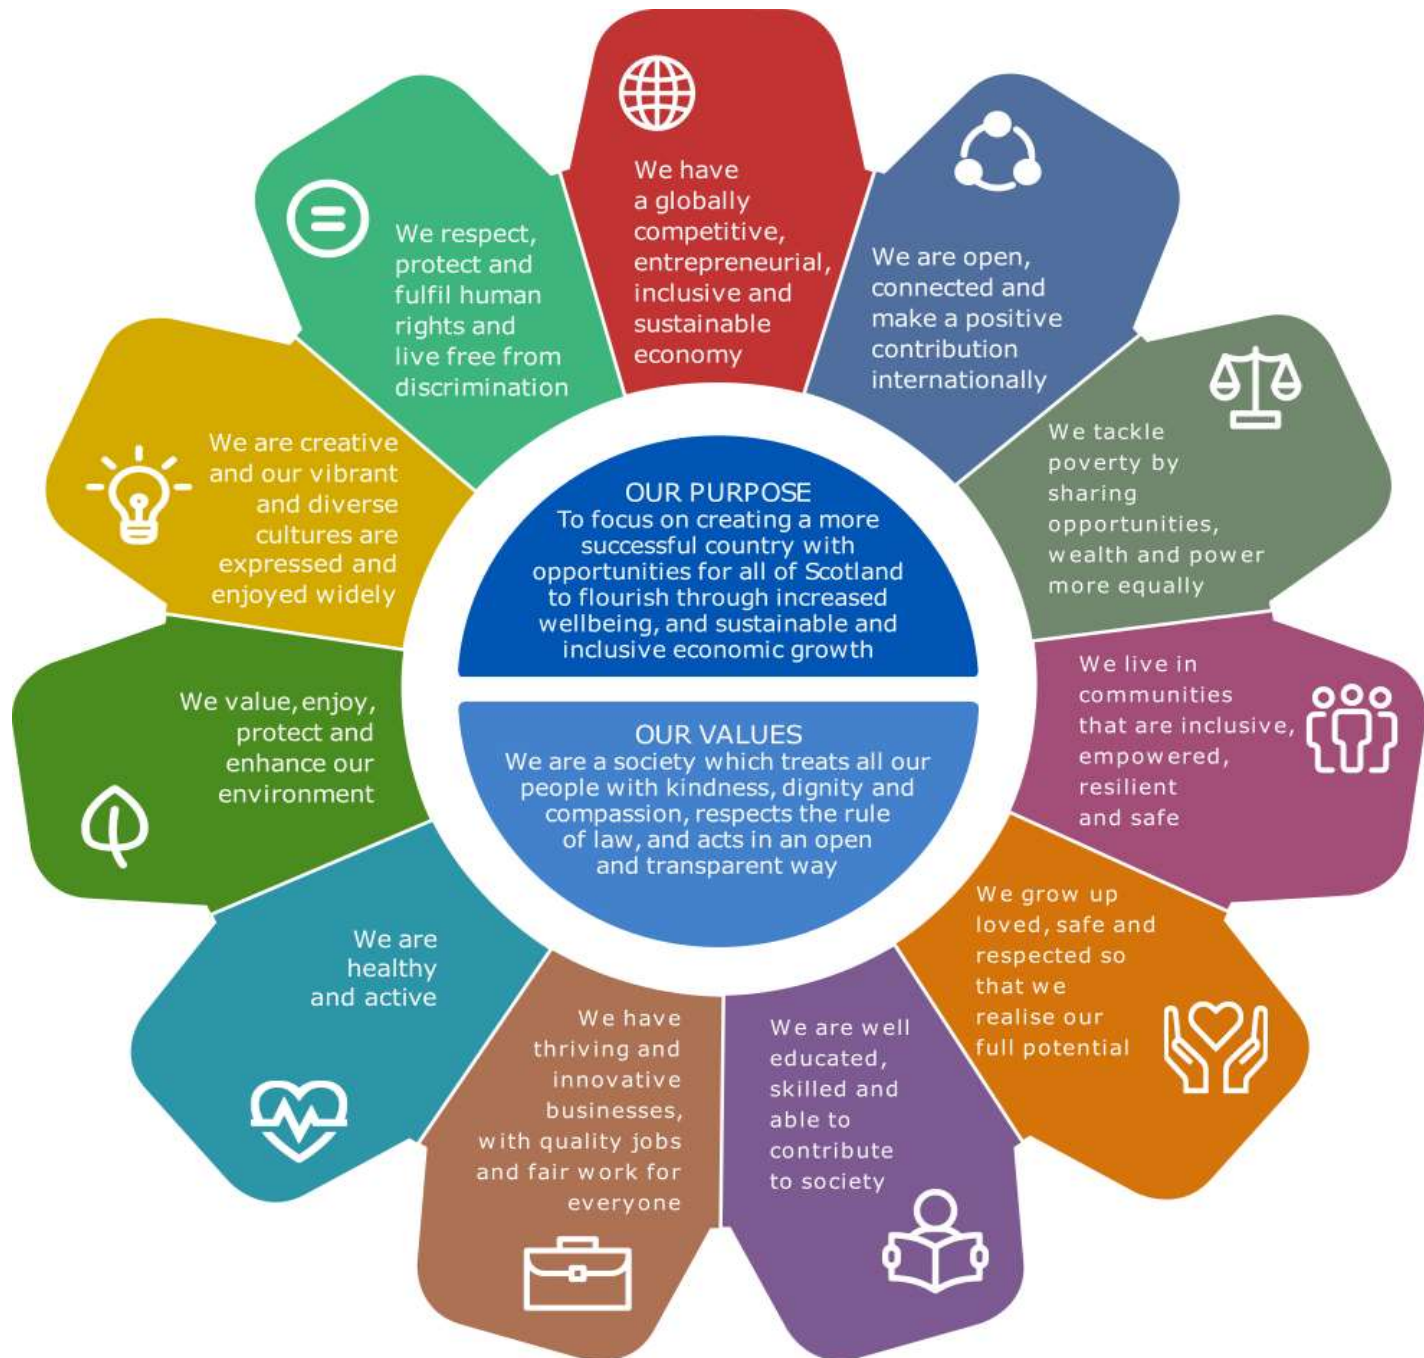 We have
a globally
competitive,
entrepreneurial,
inclusive and
sustainable
economy
We are open,
connected and
make a positive
contribution
internationally
We tackle
poverty by
sharing
opportunities,
wealth and power
more equally
We live in
communities
that are inclusive,
empowered,
resilient
and safe
We grow up
loved, safe and
respected so
that we
realise our
full potential
We are well
educated,
skilled and
able to
contribute
to society
We have
thriving and
innovative
businesses,
with quality jobs
and fair work for
everyone
We are
healthy
and active
We value, enjoy,
protect and
enhance our
environment
We are creative
and our vibrant
and diverse
cultures are
expressed and
enjoyed widely
We respect,
protect and
fulfil human
rights and
live free from
discrimination
OUR PURPOSE
To focus on creating a more
successful country with
opportunities for all of Scotland
to flourish through increased
wellbeing, and sustainable and
inclusive economic growth
OUR VALUES
We are a society which treats all our
people with kindness, dignity and
compassion, respects the rule
of law, and acts in an open
and transparent way